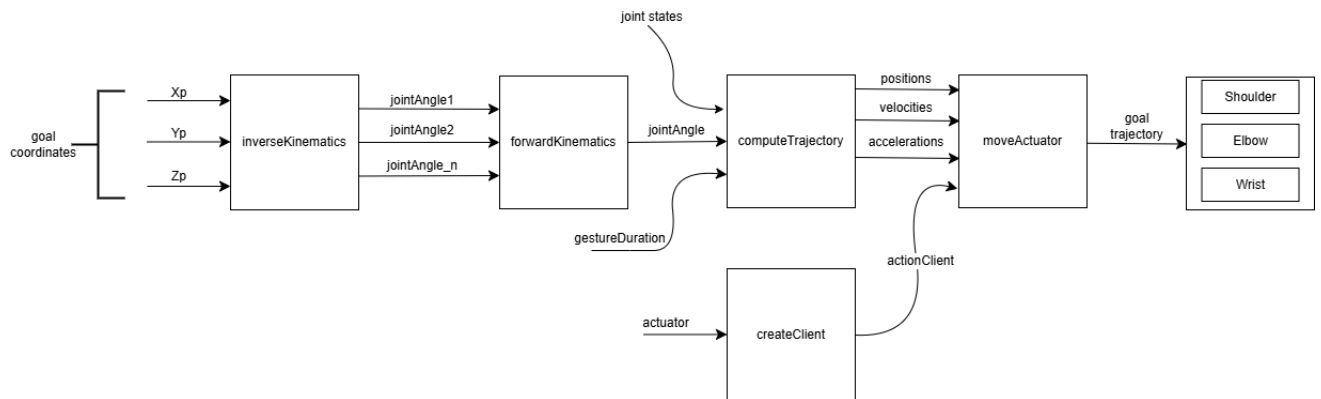 joint states
goal
coordinates
Xp
Yp
Zp
inverseKinematics
jointAngle1
jointAngle2
jointAngle_n
forwardKinematics
jointAngle
gestureDuration
computeTrajectory
positions
velocities
accelerations
moveActuator
goal
trajectory
Shoulder
Elbow
Wrist
actionClient
actuator
createClient